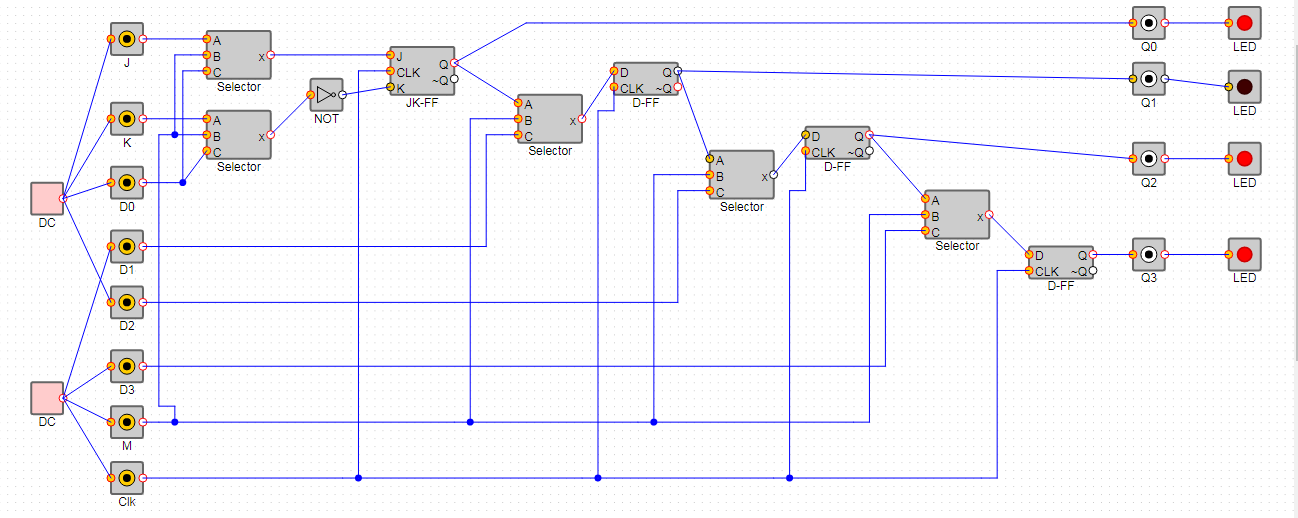 J
A
B
C
X
Selector
J
CLK
K
Q
~Q
JK-FF
Q0
LED
K
A
B
C
X
Selector
NOT
A
B
C
X
Selector
D
CLK
Q
~Q
D-FF
Q1
LED
D0
DC
A
B
C
X
Selector
D
CLK
Q
~Q
D-FF
Q2
LED
D1
A
B
C
X
Selector
D2
D
CLK
Q
~Q
D-FF
Q3
LED
D3
DC
M
Clk